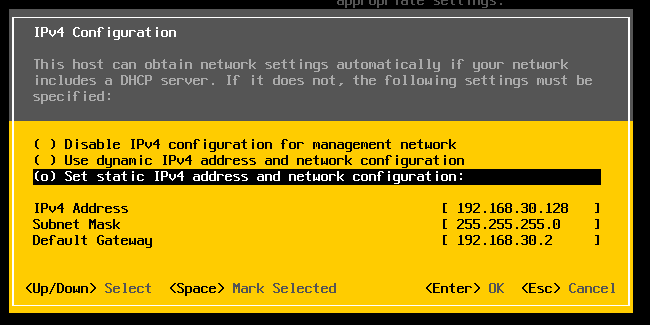 appropriate settings.
IPv4 Configuration
This host can obtain network settings automatically if your network
includes a DHCP server. If it does not, the following settings must be
specified:
( ) Disable IPv4 configuration for management network
( ) Use dynamic IPv4 address and network configuration
(o) Set static IPv4 address and network configuration:
IPv4 Address [ 192.168.30.128 ]
Subnet Mask [ 255.255.255.0 ]
Default Gateway [ 192.168.30.2 ]
<Up/Down> Select <Space> Mark Selected <Enter> OK <Esc> Cancel